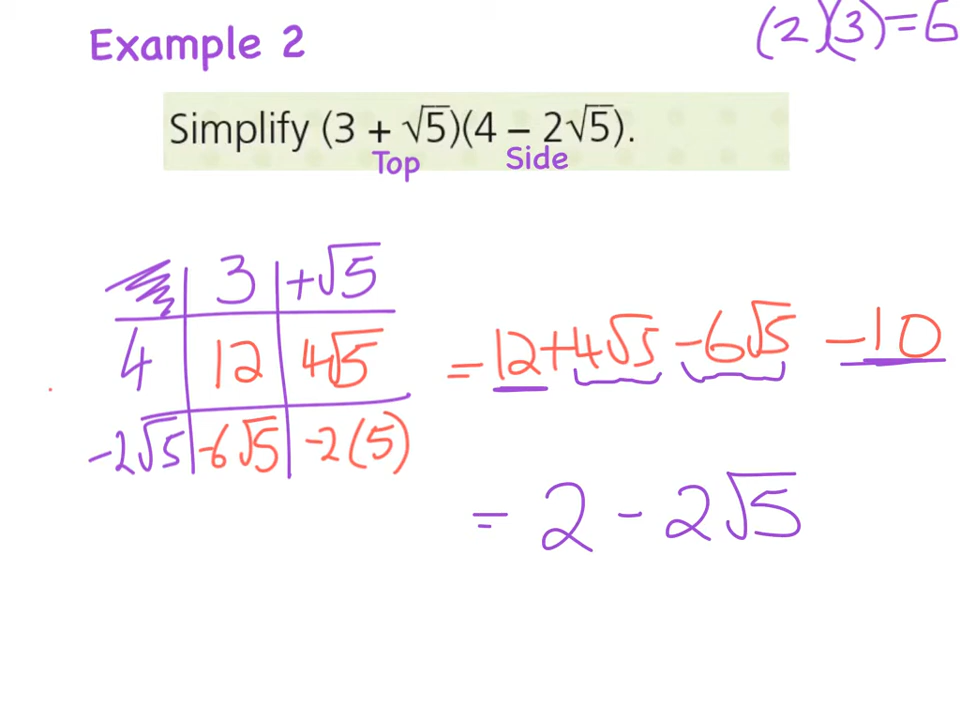 (2)(3)=6
Example 2
Simplify (3 + √5)(4 – 2√5).
Top Side
3 +√5
4 12 4√5
-2√5 -6√5 -2(5)
= 12+4√5 -6√5 -10
= 2 - 2√5